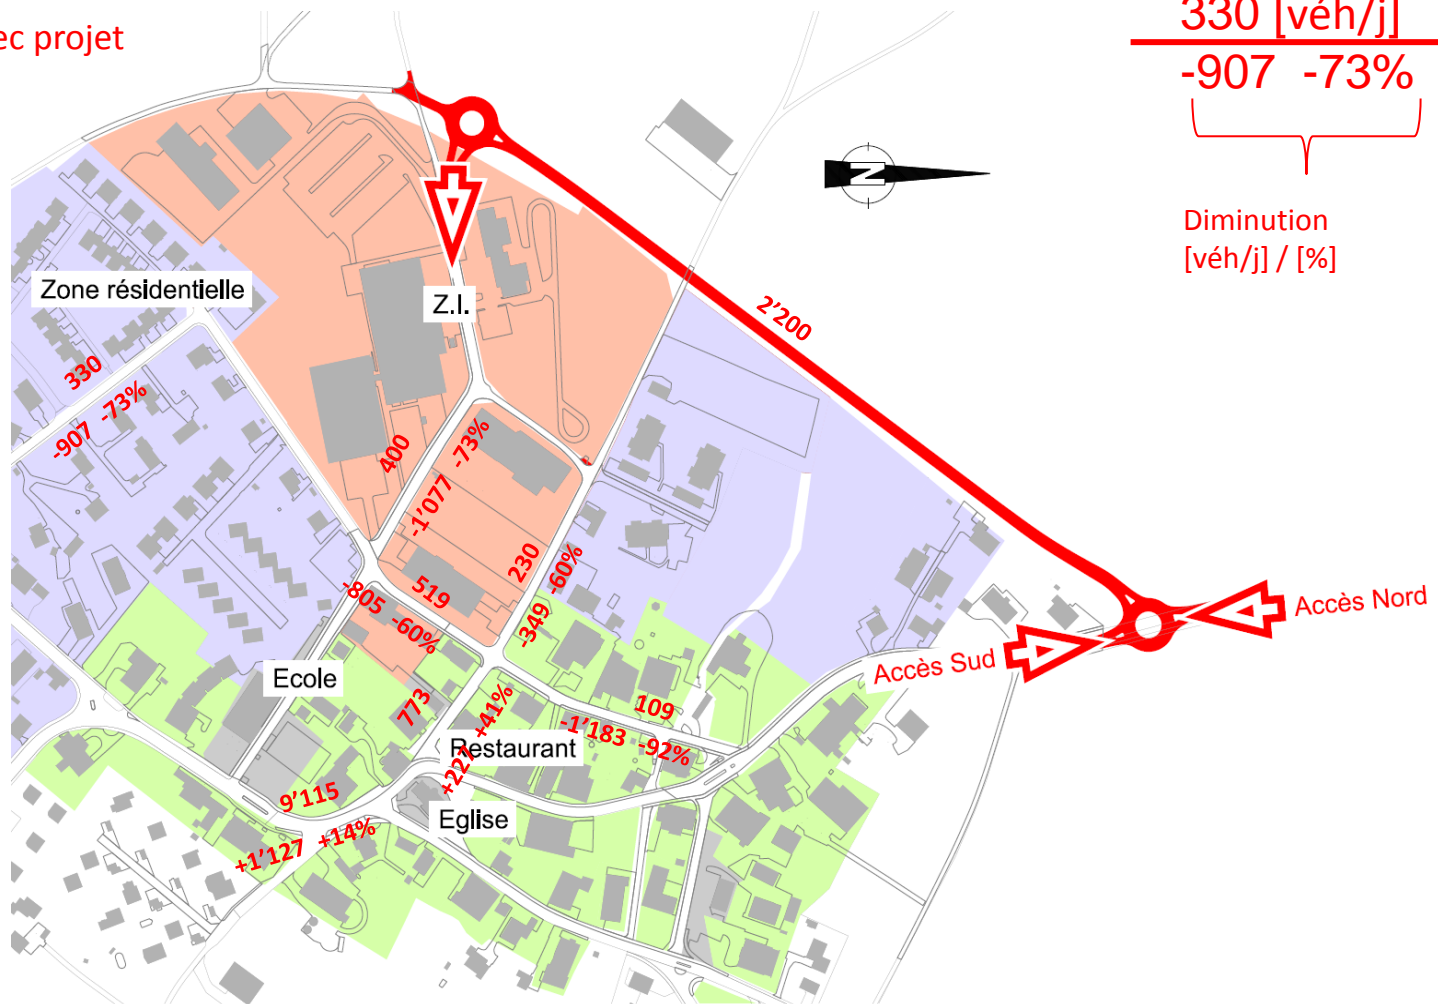 ec projet
330 [véh/j]
-907 -73%
Diminution
[véh/j] / [%]
N
Zone résidentielle
Z.I.
2'200
330
-907 -73%
400
-1'077 -73%
230
-349 -60%
519
-805 -60%
Accès Nord
Accès Sud
Ecole
773
+227 +41%
109
-1'183 -92%
Restaurant
9'115
+1'127 +14%
Eglise